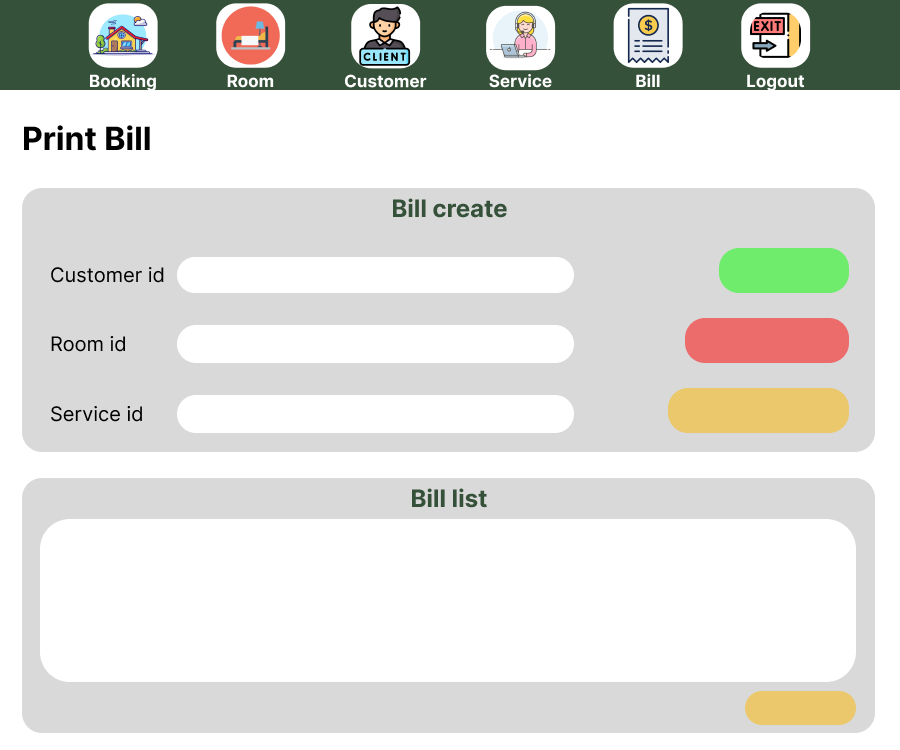 EXIT
CLIENT
$
Booking Room Customer Service Bill Logout
Print Bill
Bill create
Customer id
Room id
Service id
Bill list